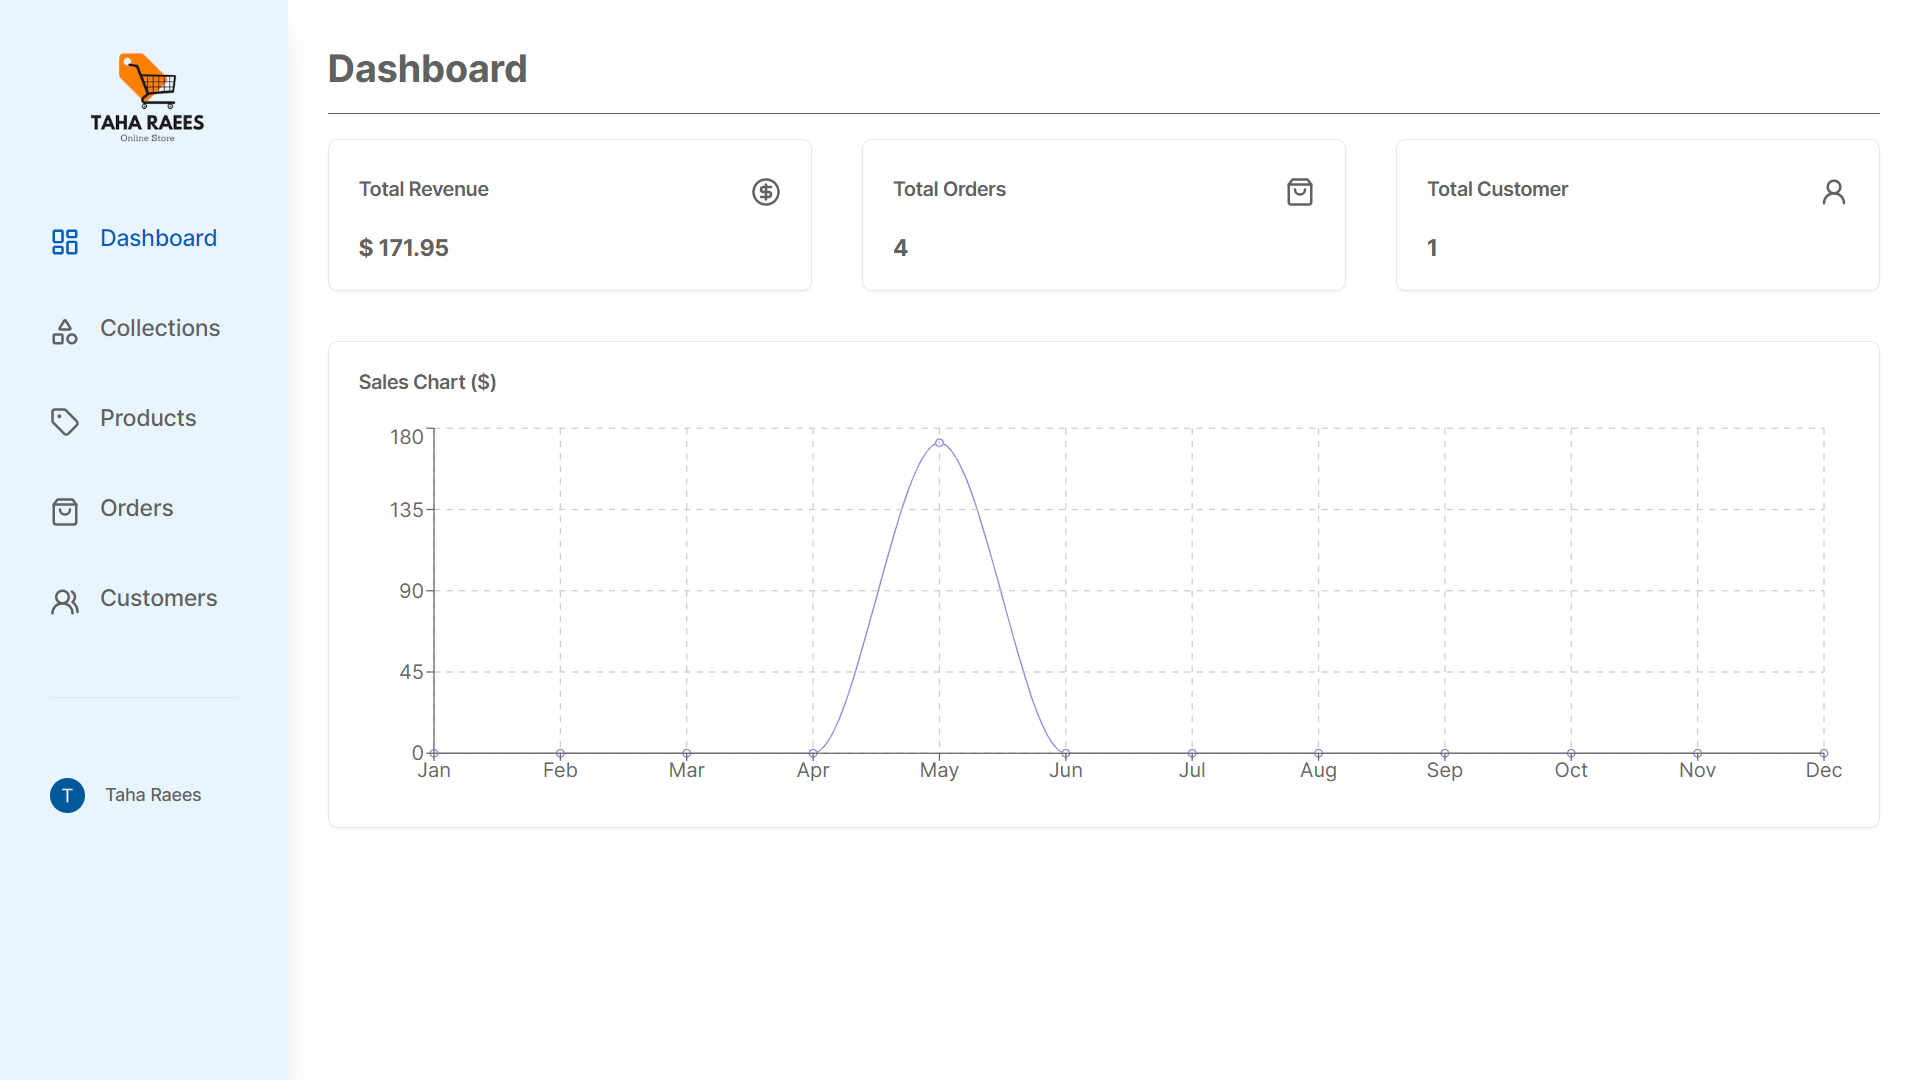 TAHA RAEES
Online Store
Dashboard
Collections
Products
Orders
Customers
T
Taha Raees
Dashboard
Total Revenue
$ 171.95
Total Orders
4
Total Customer
1
Sales Chart ($)
180
135
90
45
0
Jan Feb Mar Apr May Jun Jul Aug Sep Oct Nov Dec